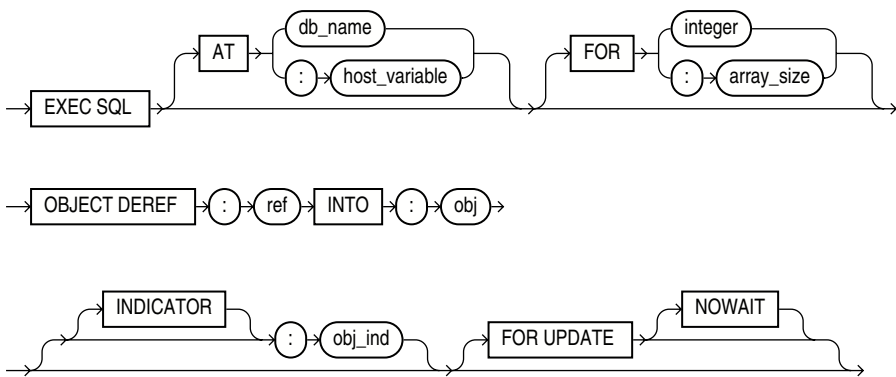 AT db_name FOR integer
: host_variable : array_size
EXEC SQL
OBJECT DEREF : ref INTO : obj
INDICATOR NOWAIT
: obj_ind FOR UPDATE